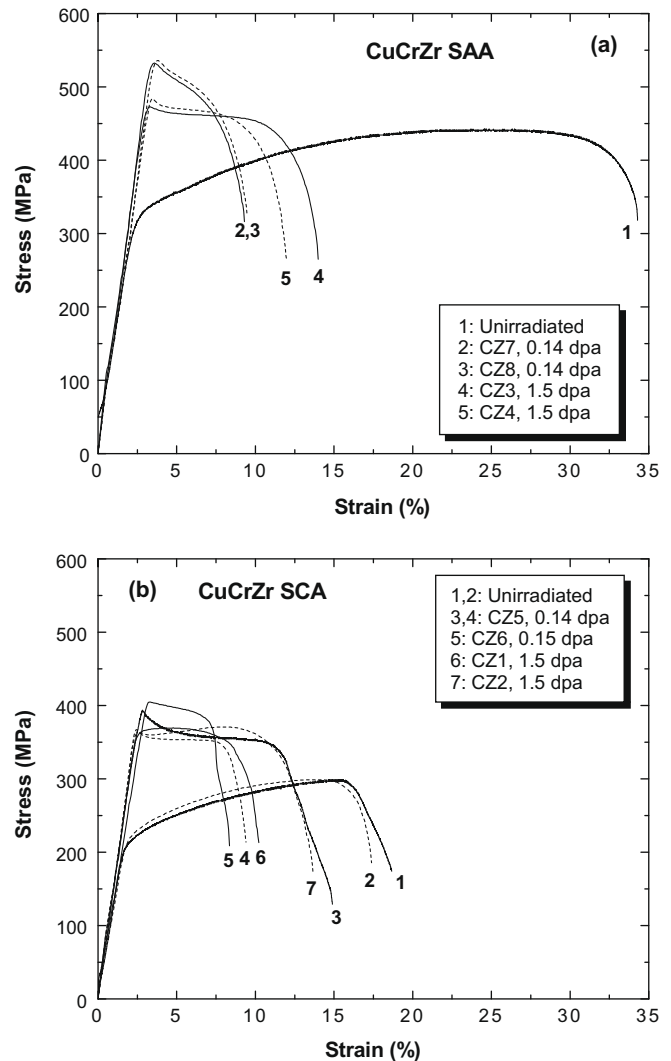 600
(a)
CuCrZr SAA
500
400
Stress (MPa)
300
2,3
1
5
4
200
1: Unirradiated
2: CZ7, 0.14 dpa
3: CZ8, 0.14 dpa
4: CZ3, 1.5 dpa
5: CZ4, 1.5 dpa
100
0
0 5 10 15 20 25 30 35
Strain (%)
600
(b)
CuCrZr SCA
1,2: Unirradiated
3,4: CZ5, 0.14 dpa
5: CZ6, 0.15 dpa
6: CZ1, 1.5 dpa
7: CZ2, 1.5 dpa
500
400
Stress (MPa)
300
200
5 4 6
7
2 1
3
100
0
0 5 10 15 20 25 30 35
Strain (%)